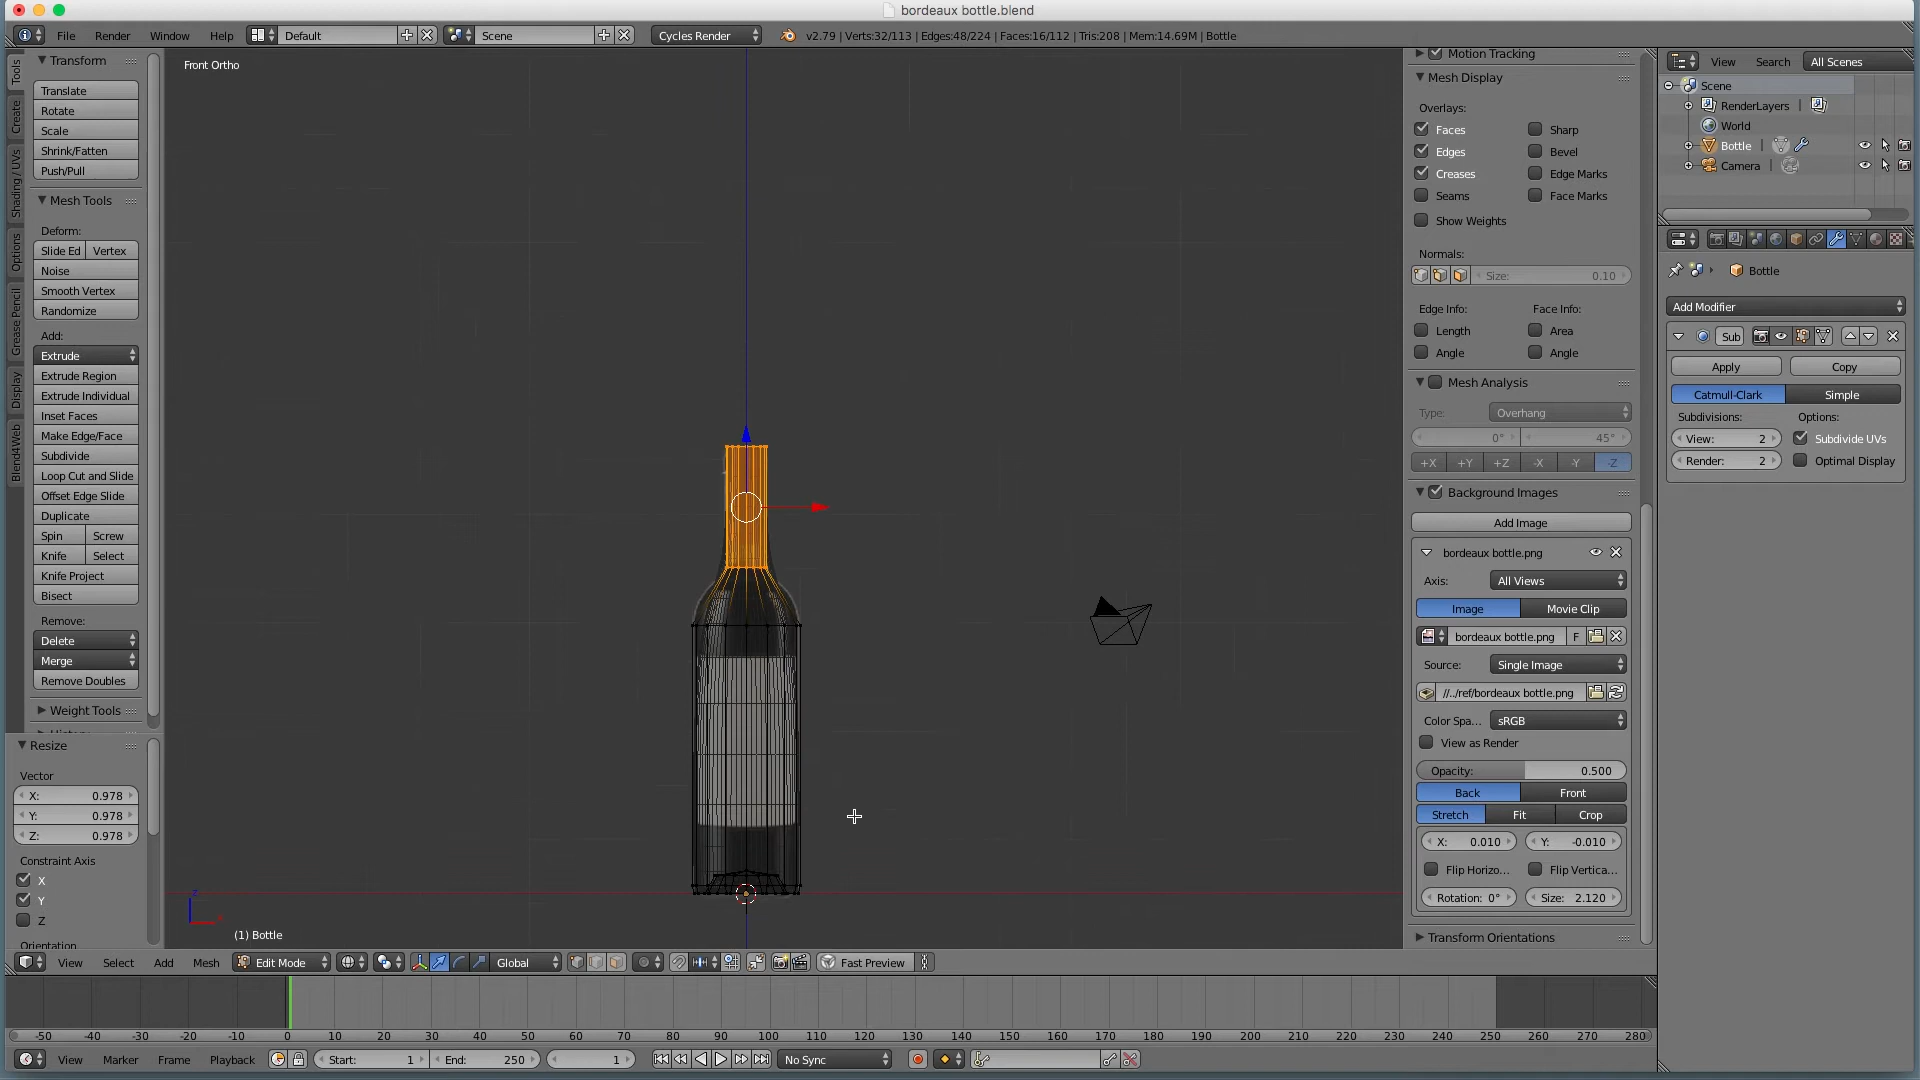 bordeaux bottle.blend
File Render Window Help Default Scene Cycles Render v2.79 | Verts:32/113 | Edges:48/224 | Faces:16/112 | Tris:208 | Mem:14.69M | Bottle
Tools
Create
Shading / UVs
Options
Grease Pencil
Display
Blend4Web
Transform
Translate
Rotate
Scale
Shrink/Fatten
Push/Pull
Mesh Tools
Deform:
Slide Ed Vertex
Noise
Smooth Vertex
Randomize
Add:
Extrude
Extrude Region
Extrude Individual
Inset Faces
Make Edge/Face
Subdivide
Loop Cut and Slide
Offset Edge Slide
Duplicate
Spin Screw
Knife Select
Knife Project
Bisect
Remove:
Delete
Merge
Remove Doubles
Weight Tools
Resize
Vector
X: 0.978
Y: 0.978
Z: 0.978
Constraint Axis
X
Y
Z
Orientation
Front Ortho
(1) Bottle
Motion Tracking
Mesh Display
Overlays:
Faces Sharp
Edges Bevel
Creases Edge Marks
Seams Face Marks
Show Weights
Normals:
Size: 0.10
Edge Info: Face Info:
Length Area
Angle Angle
Mesh Analysis
Type: Overhang
0° 45°
+X +Y +Z -X -Y -Z
Background Images
Add Image
bordeaux bottle.png
Axis: All Views
Image Movie Clip
bordeaux bottle.png F
Source: Single Image
//../ref/bordeaux bottle.png
Color Spa... sRGB
View as Render
Opacity: 0.500
Back Front
Stretch Fit Crop
X: 0.010 Y: -0.010
Flip Horizo... Flip Vertica...
Rotation: 0° Size: 2.120
Transform Orientations
View Search All Scenes
Scene
RenderLayers
World
Bottle
Camera
Bottle
Add Modifier
Sub
Apply Copy
Catmull-Clark Simple
Subdivisions: Options:
View: 2 Subdivide UVs
Render: 2 Optimal Display
View Select Add Mesh Edit Mode Global Fast Preview
-50 -40 -30 -20 -10 0 10 20 30 40 50 60 70 80 90 100 110 120 130 140 150 160 170 180 190 200 210 220 230 240 250 260 270 280
View Marker Frame Playback Start: 1 End: 250 1 No Sync